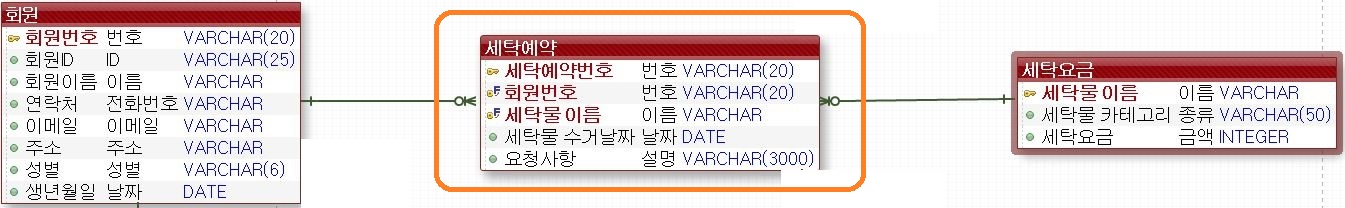 회원
회원번호 번호 VARCHAR(20)
회원ID ID VARCHAR(25)
회원이름 이름 VARCHAR
연락처 전화번호 VARCHAR
이메일 이메일 VARCHAR
주소 주소 VARCHAR
성별 성별 VARCHAR(6)
생년월일 날짜 DATE
세탁예약
세탁예약번호 번호 VARCHAR(20)
회원번호 번호 VARCHAR(20)
세탁물 이름 이름 VARCHAR
세탁물 수거날짜 날짜 DATE
요청사항 설명 VARCHAR(3000)
세탁요금
세탁물 이름 이름 VARCHAR
세탁물 카테고리 종류 VARCHAR(50)
세탁요금 금액 INTEGER